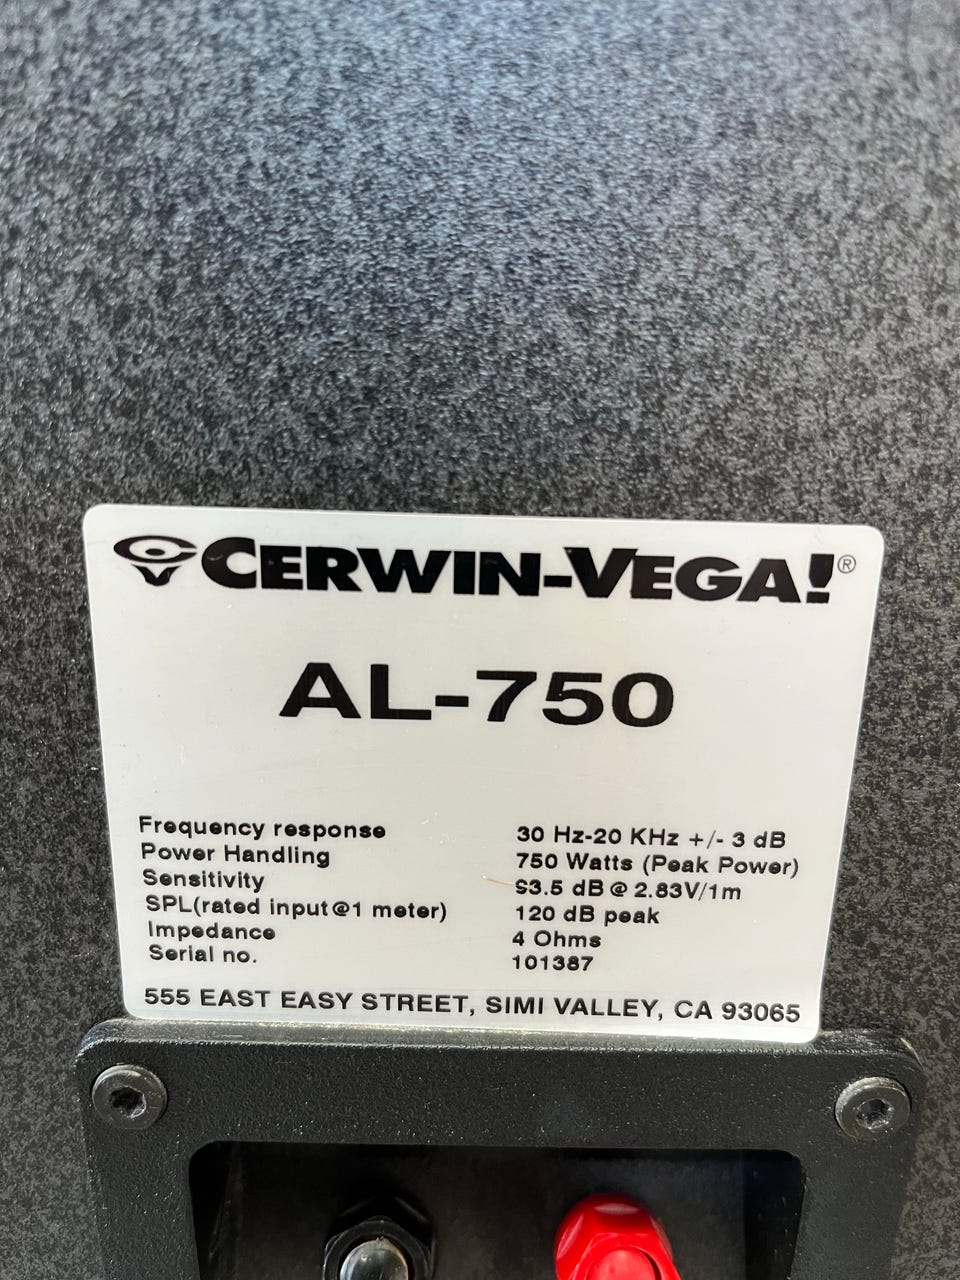 CERWIN-VEGA!®
AL-750
Frequency response 30 Hz-20 KHz +/- 3 dB
Power Handling 750 Watts (Peak Power)
Sensitivity 93.5 dB @ 2.83V/1m
SPL(rated input@1 meter) 120 dB peak
Impedance 4 Ohms
Serial no. 101387
555 EAST EASY STREET, SIMI VALLEY, CA 93065